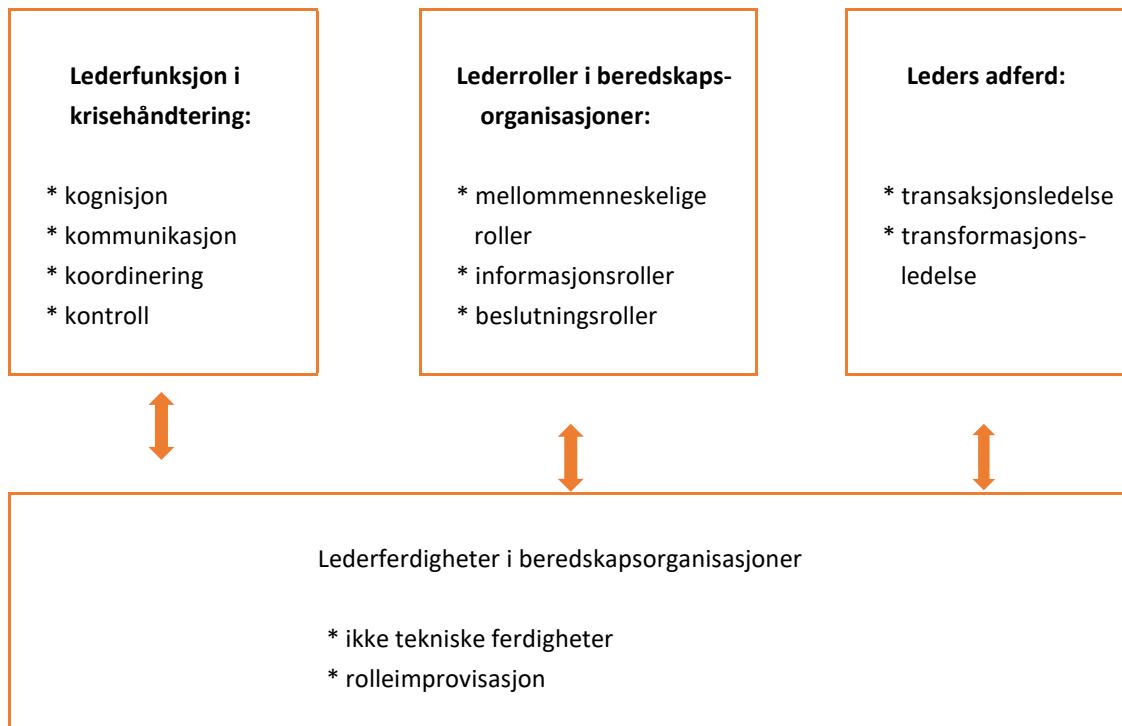 Lederfunksjon i
krisehåndtering:
* kognisjon
* kommunikasjon
* koordinering
* kontroll
Lederroller i beredskaps-
organisasjoner:
* mellommenneskelige
roller
* informasjonsroller
* beslutningsroller
Leders adferd:
* transaksjonsledelse
* transformasjons-
ledelse
Lederferdigheter i beredskapsorganisasjoner
* ikke tekniske ferdigheter
* rolleimprovisasjon